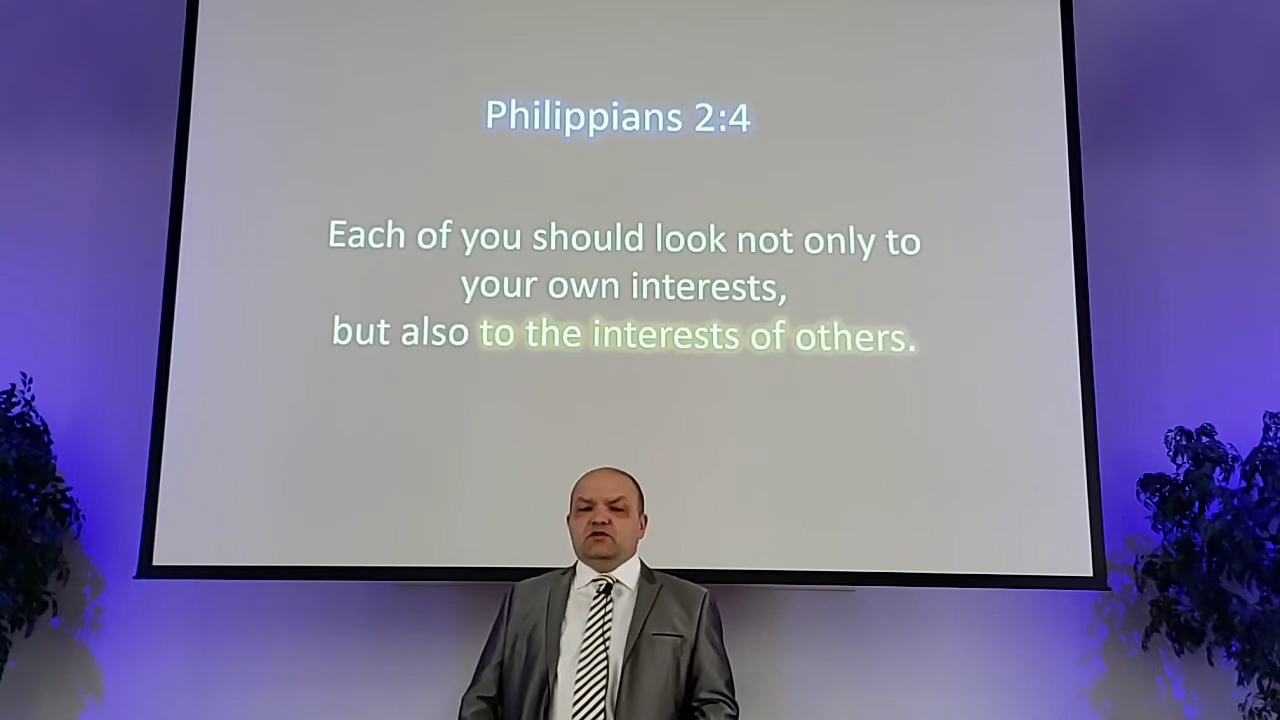 Philippians 2:4
Each of you should look not only to
your own interests,
but also to the interests of others.